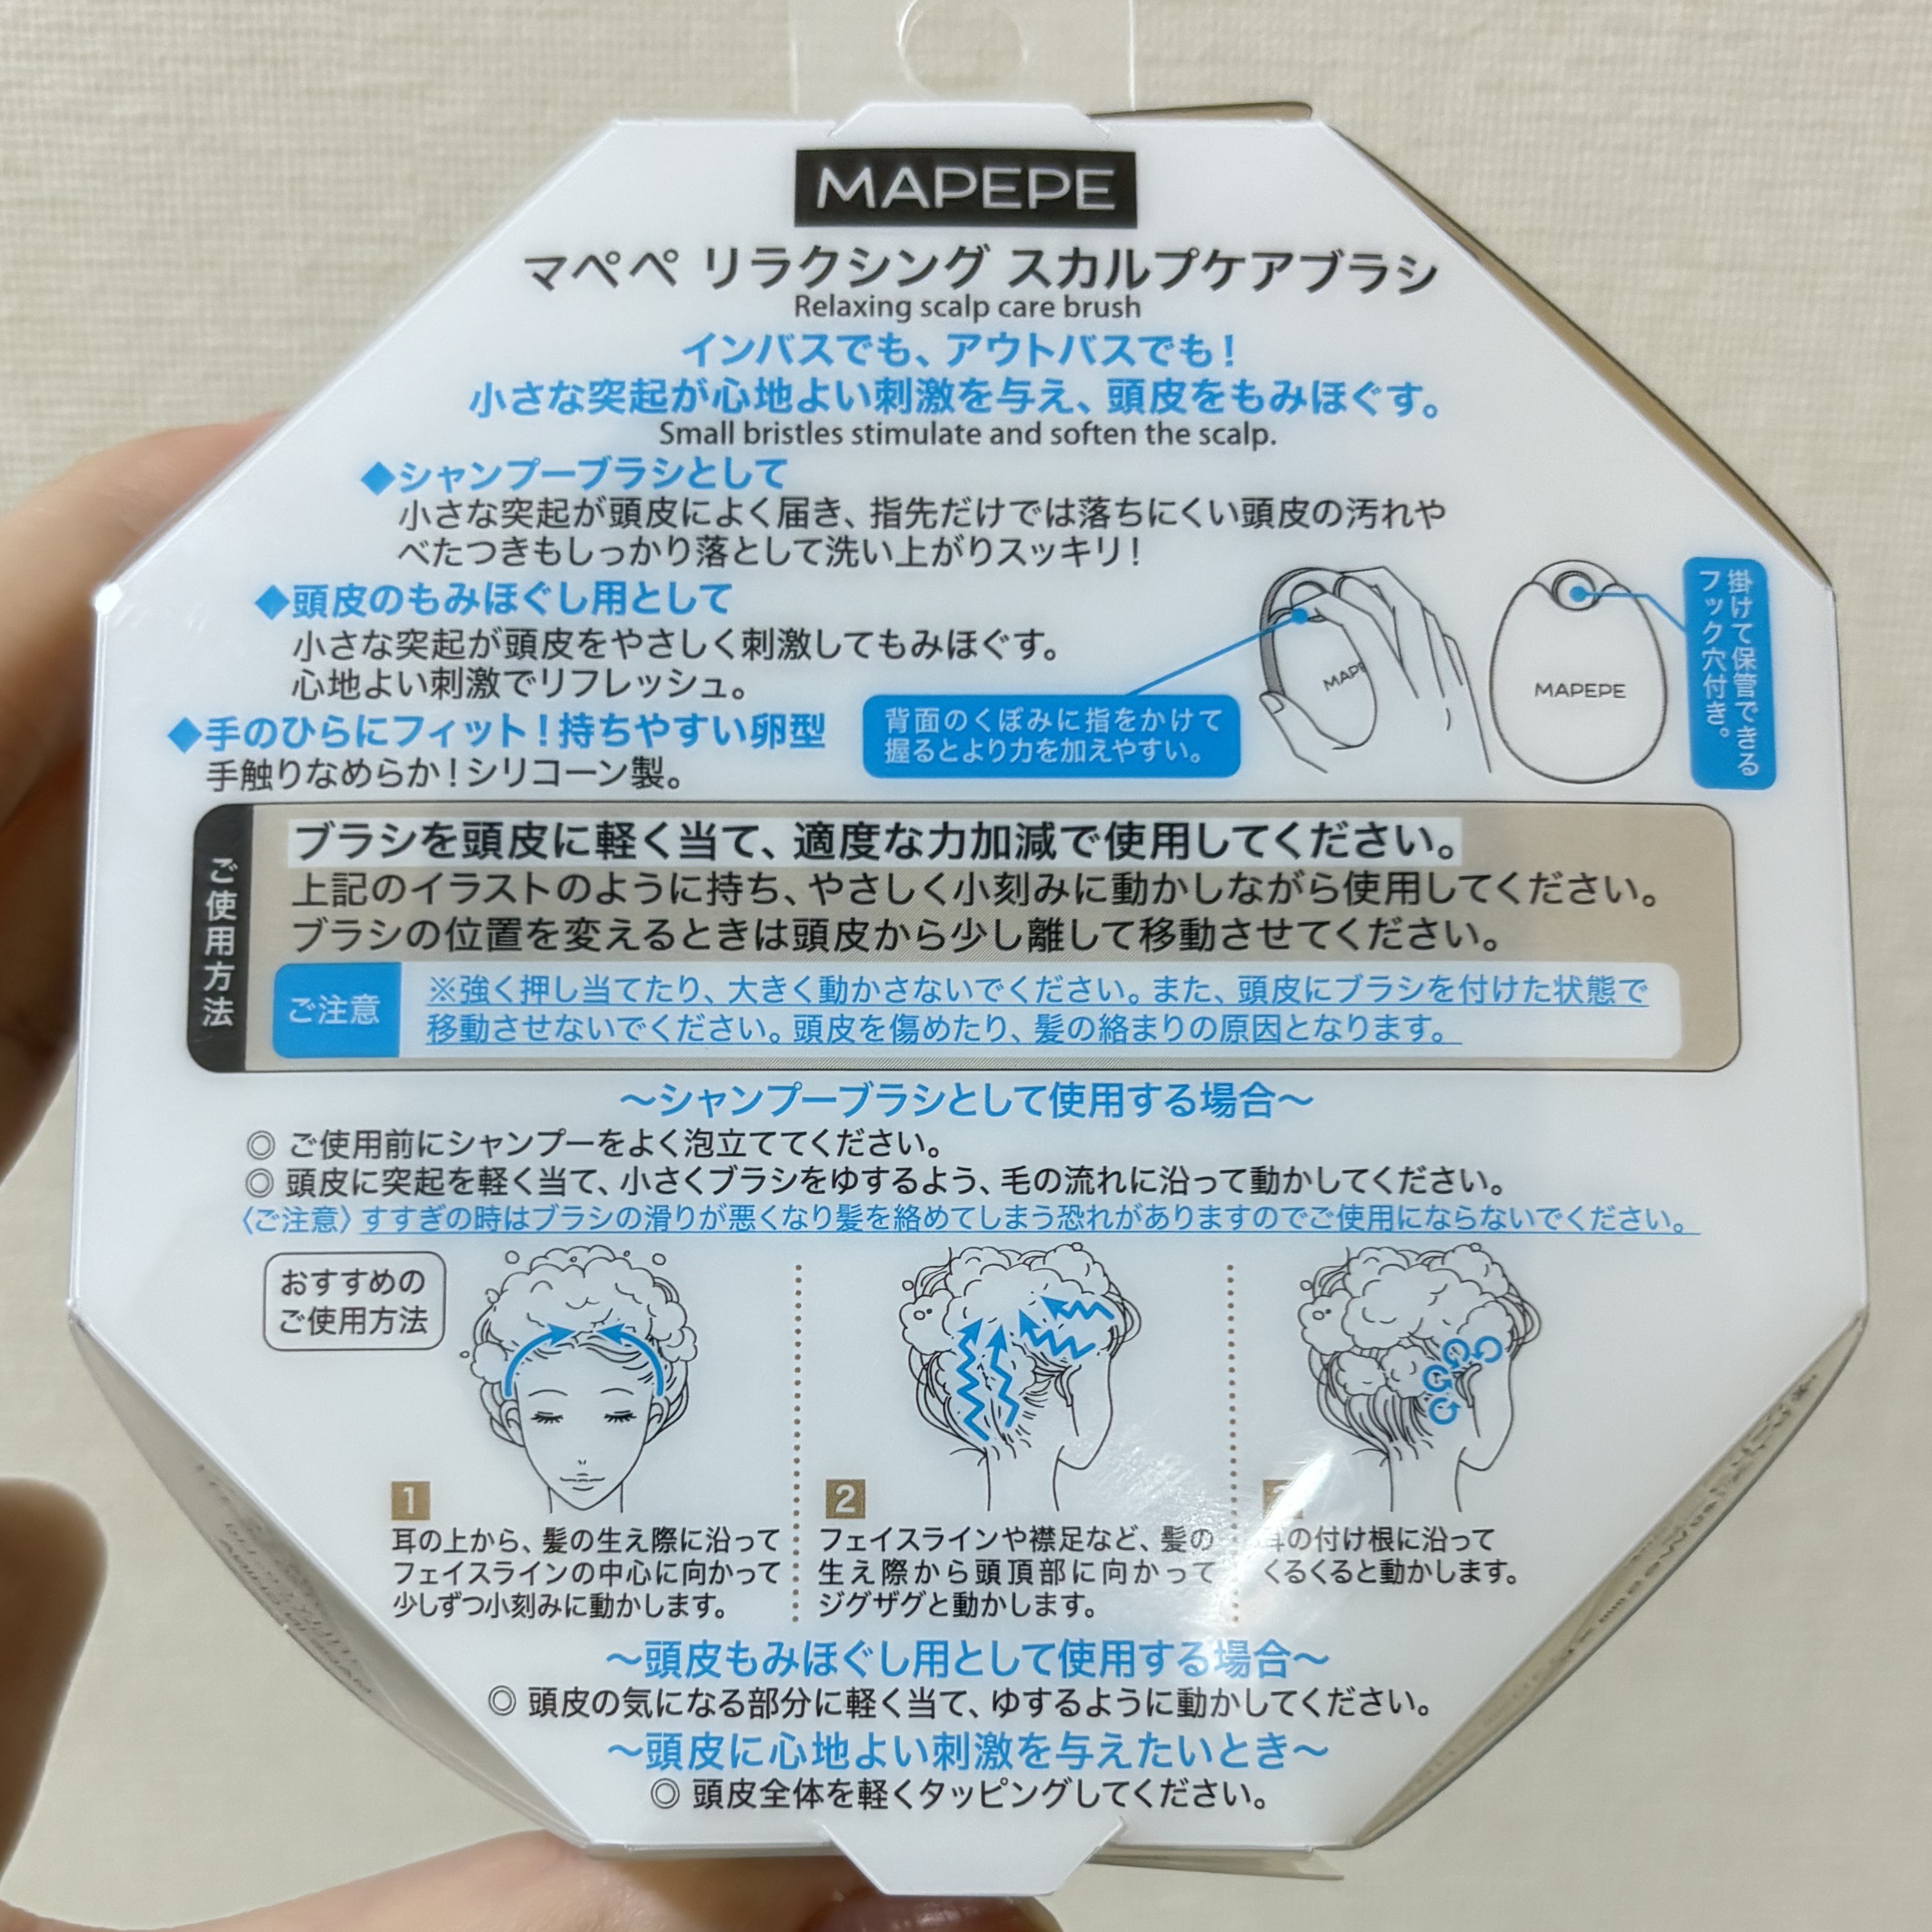 MAPEPE
マペペ リラクシング スカルプケアブラシ
Relaxing scalp care brush
インバスでも、アウトバスでも!
小さな突起が心地よい刺激を与え、頭皮をもみほぐす。
Small bristles stimulate and soften the scalp.
◆シャンプーブラシとして
小さな突起が頭皮によく届き、指先だけでは落ちにくい頭皮の汚れや
べたつきもしっかり落として洗い上がりスッキリ!
◆頭皮のもみほぐし用として
小さな突起が頭皮をやさしく刺激してもみほぐす。
心地よい刺激でリフレッシュ。
◆手のひらにフィット!持ちやすい卵型
手触りなめらか!シリコーン製。
背面のくぼみに指をかけて
握るとより力を加えやすい。
MAPE
MAPEPE
掛けて保管できる
フック穴付き。
ご使用方法
ブラシを頭皮に軽く当て、適度な力加減で使用してください。
上記のイラストのように持ち、やさしく小刻みに動かしながら使用してください。
ブラシの位置を変えるときは頭皮から少し離して移動させてください。
ご注意
※強く押し当てたり、大きく動かさないでください。また、頭皮にブラシを付けた状態で
移動させないでください。頭皮を傷めたり、髪の絡まりの原因となります。
〜シャンプーブラシとして使用する場合〜
◎ ご使用前にシャンプーをよく泡立ててください。
◎ 頭皮に突起を軽く当て、小さくブラシをゆするよう、毛の流れに沿って動かしてください。
〈ご注意〉すすぎの時はブラシの滑りが悪くなり髪を絡めてしまう恐れがありますのでご使用にならないでください。
おすすめの
ご使用方法
1
耳の上から、髪の生え際に沿って
フェイスラインの中心に向かって
少しずつ小刻みに動かします。
2
フェイスラインや襟足など、髪の
生え際から頭頂部に向かって
ジグザグと動かします。
耳の付け根に沿って
くるくると動かします。
〜頭皮もみほぐし用として使用する場合〜
◎ 頭皮の気になる部分に軽く当て、ゆするように動かしてください。
〜頭皮に心地よい刺激を与えたいとき〜
◎ 頭皮全体を軽くタッピングしてください。